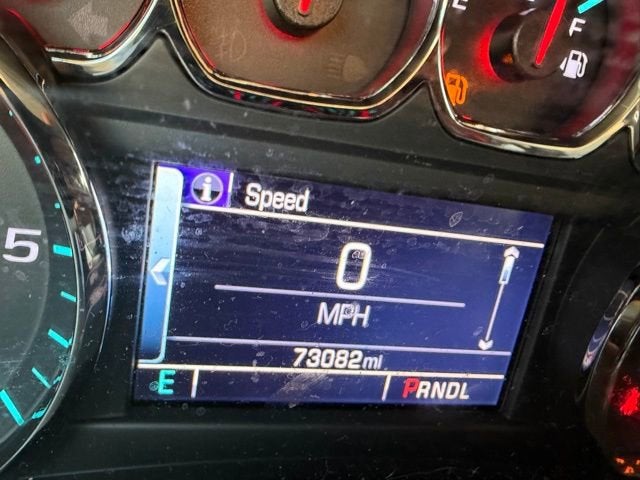 E
F
5
i Speed
0
MPH
73082mi
E PRNDL